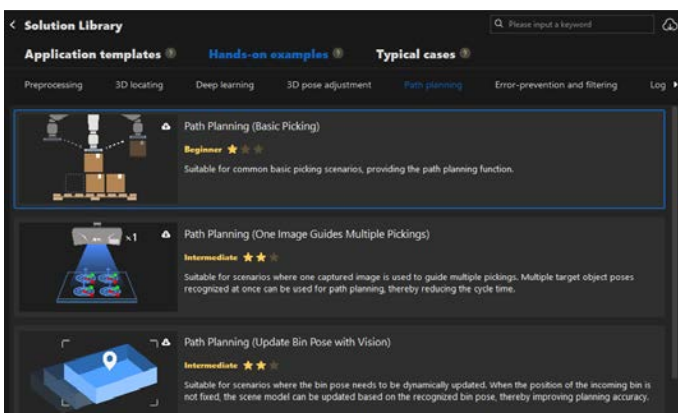 Solution Library
Please input a keyword
Application templates ? Hands-on examples ? Typical cases ?
Preprocessing 3D locating Deep learning 3D pose adjustment Path planning Error-prevention and filtering Log
Path Planning (Basic Picking)
Beginner
Suitable for common basic picking scenarios, providing the path planning function.
×1
Path Planning (One Image Guides Multiple Pickings)
Intermediate
Suitable for scenarios where one captured image is used to guide multiple pickings. Multiple target object poses
recognized at once can be used for path planning, thereby reducing the cycle time.
Path Planning (Update Bin Pose with Vision)
Intermediate
Suitable for scenarios where the bin pose needs to be dynamically updated. When the position of the incoming bin is
not fixed, the scene model can be updated based on the recognized bin pose, thereby improving planning accuracy.